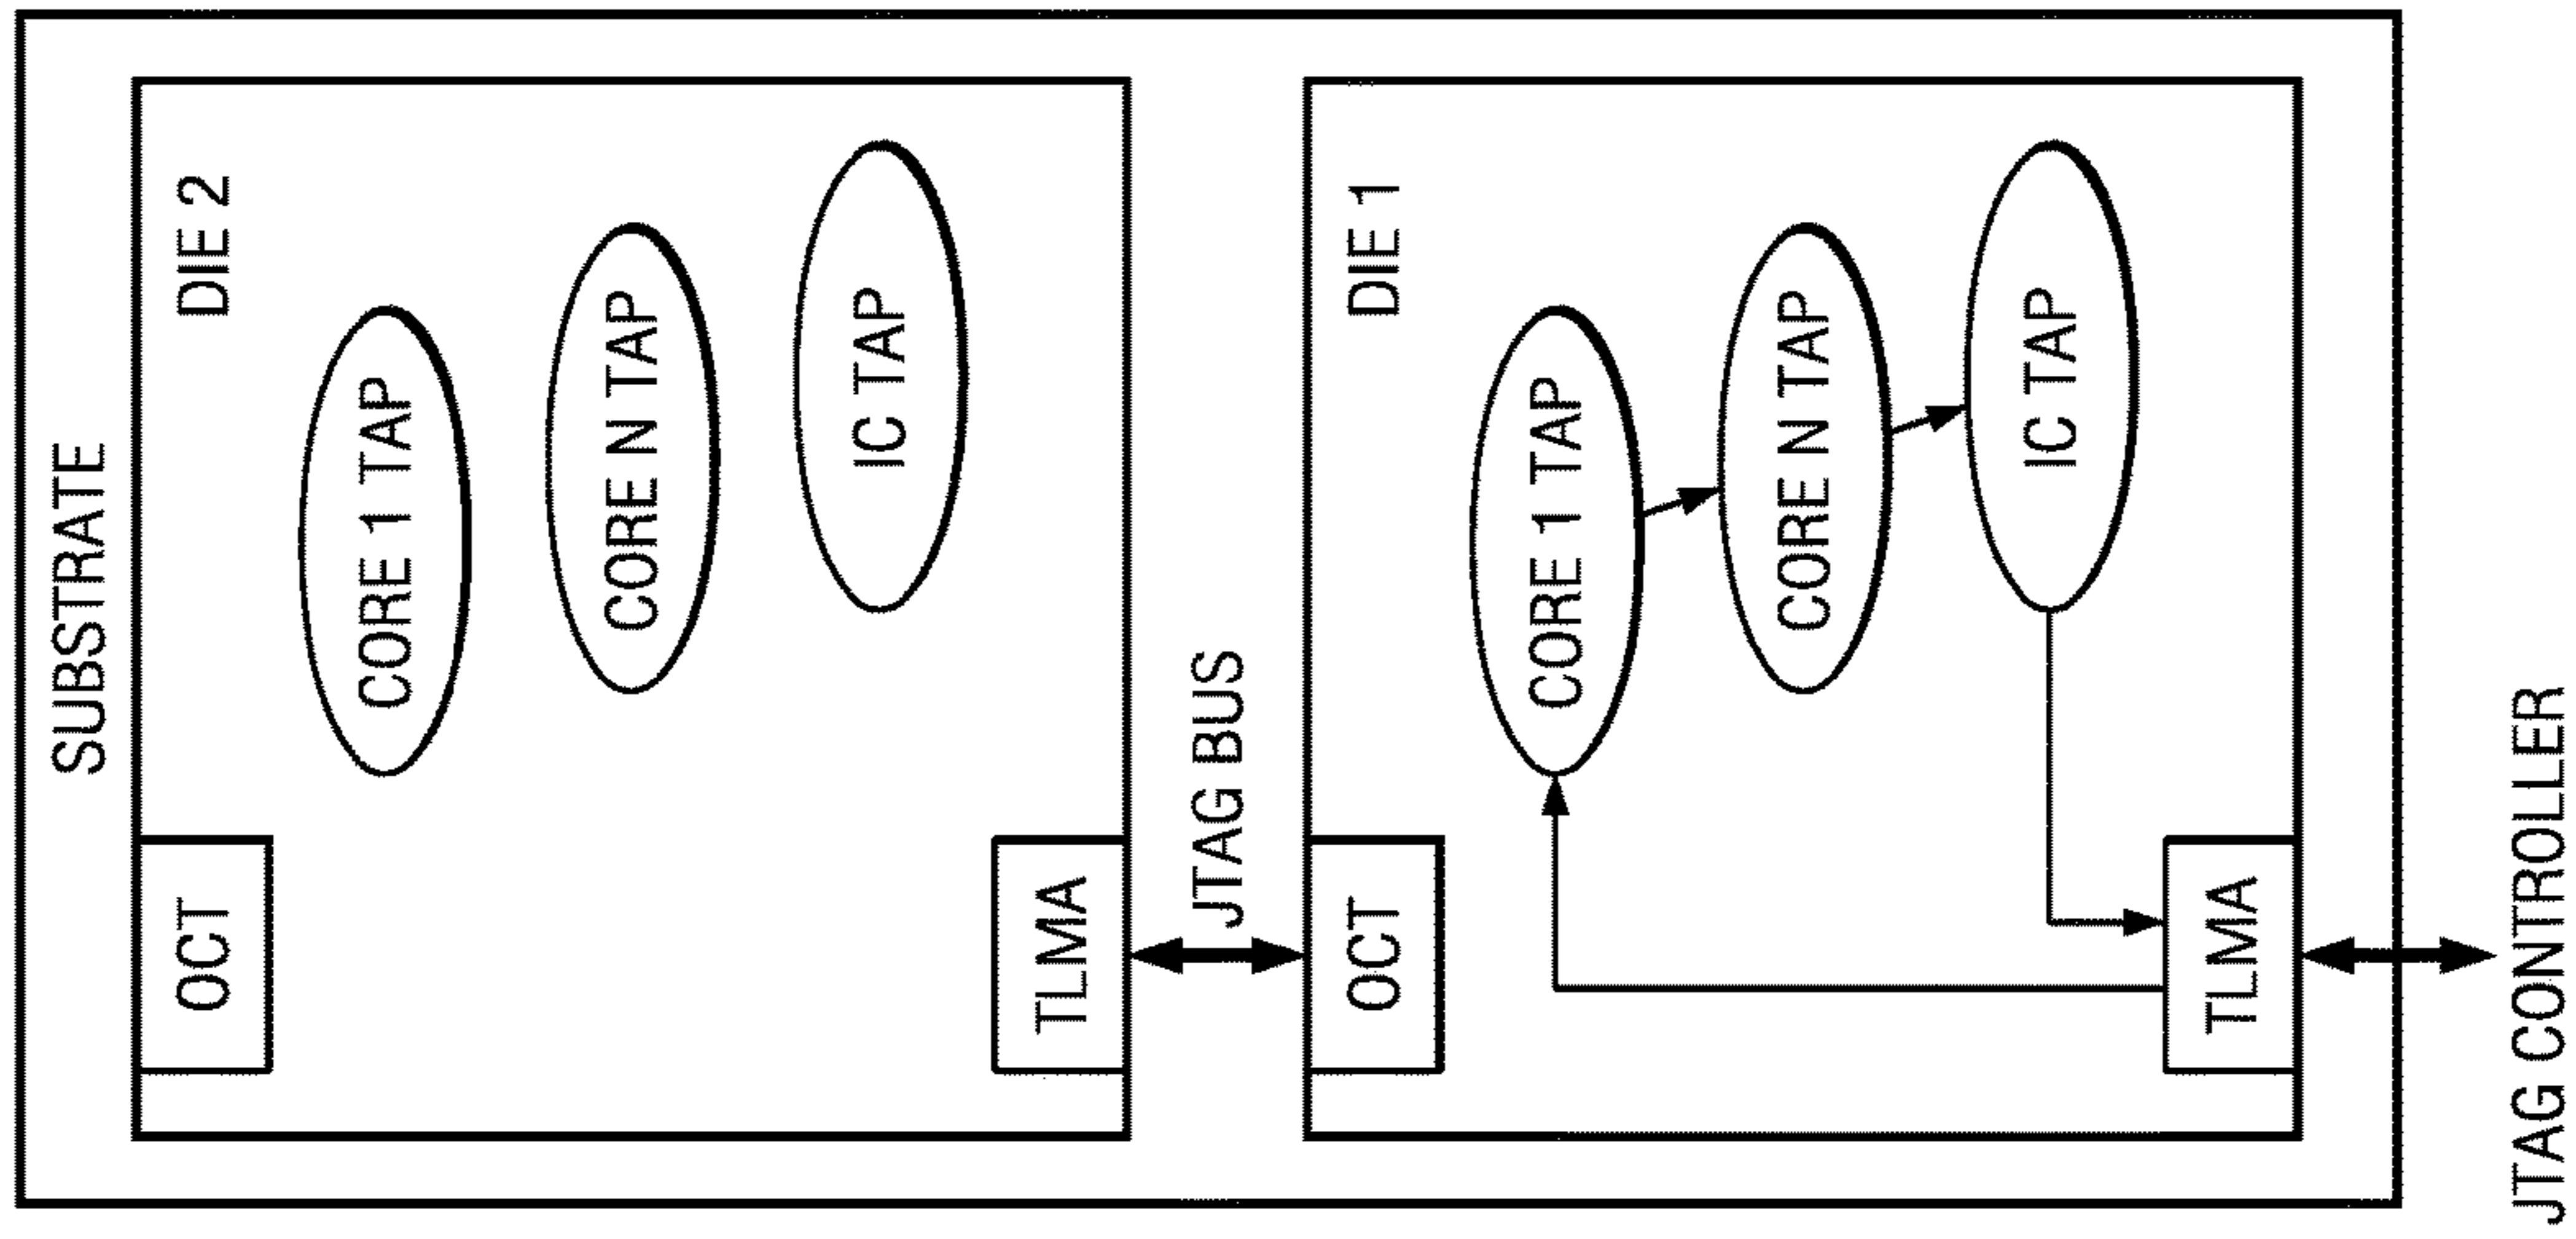 SUBSTRATE
DIE 2
OCT
CORE 1 TAP
CORE N TAP
IC TAP
TLMA
JTAG BUS
DIE 1
OCT
CORE 1 TAP
CORE N TAP
IC TAP
TLMA
JTAG CONTROLLER